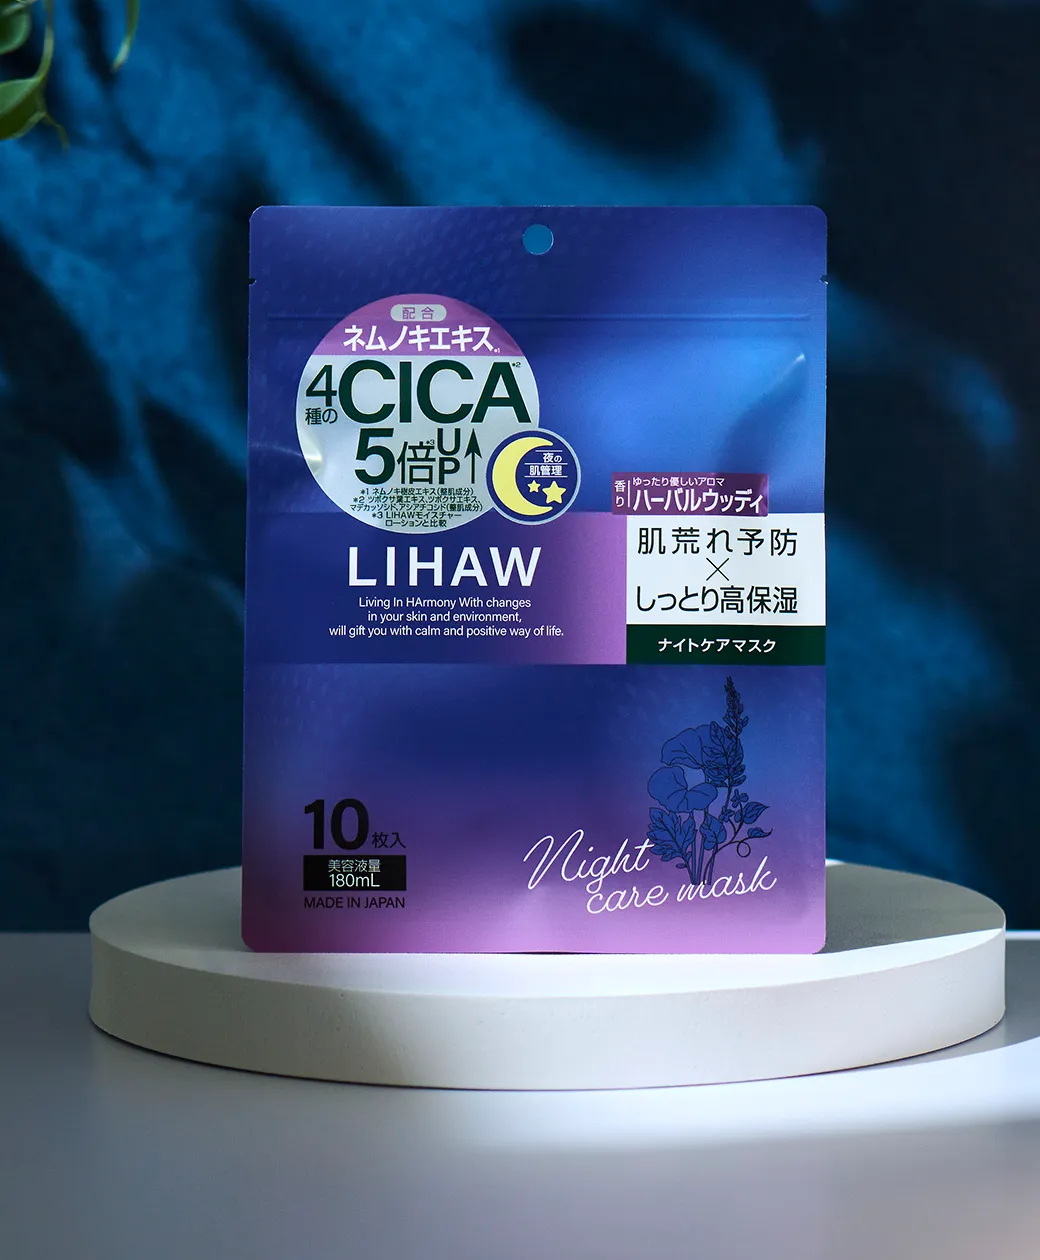 配合
ネムノキエキス*1
4種のCICA*2
5倍*3UP↑
*1 ネムノキ樹皮エキス(整肌成分)
*2 ツボクサ葉エキス、ツボクサエキス、
マデカッソシド、アシアチコシド(整肌成分)
*3 LIHAWモイスチャー
ローションと比較
夜の
肌管理
香り
ゆったり優しいアロマ
ハーバルウッディ
肌荒れ予防
×
しっとり高保湿
ナイトケアマスク
LIHAW
Living In HArmony With changes
in your skin and environment,
will gift you with calm and positive way of life.
10枚入
美容液量
180mL
MADE IN JAPAN
Night
care mask